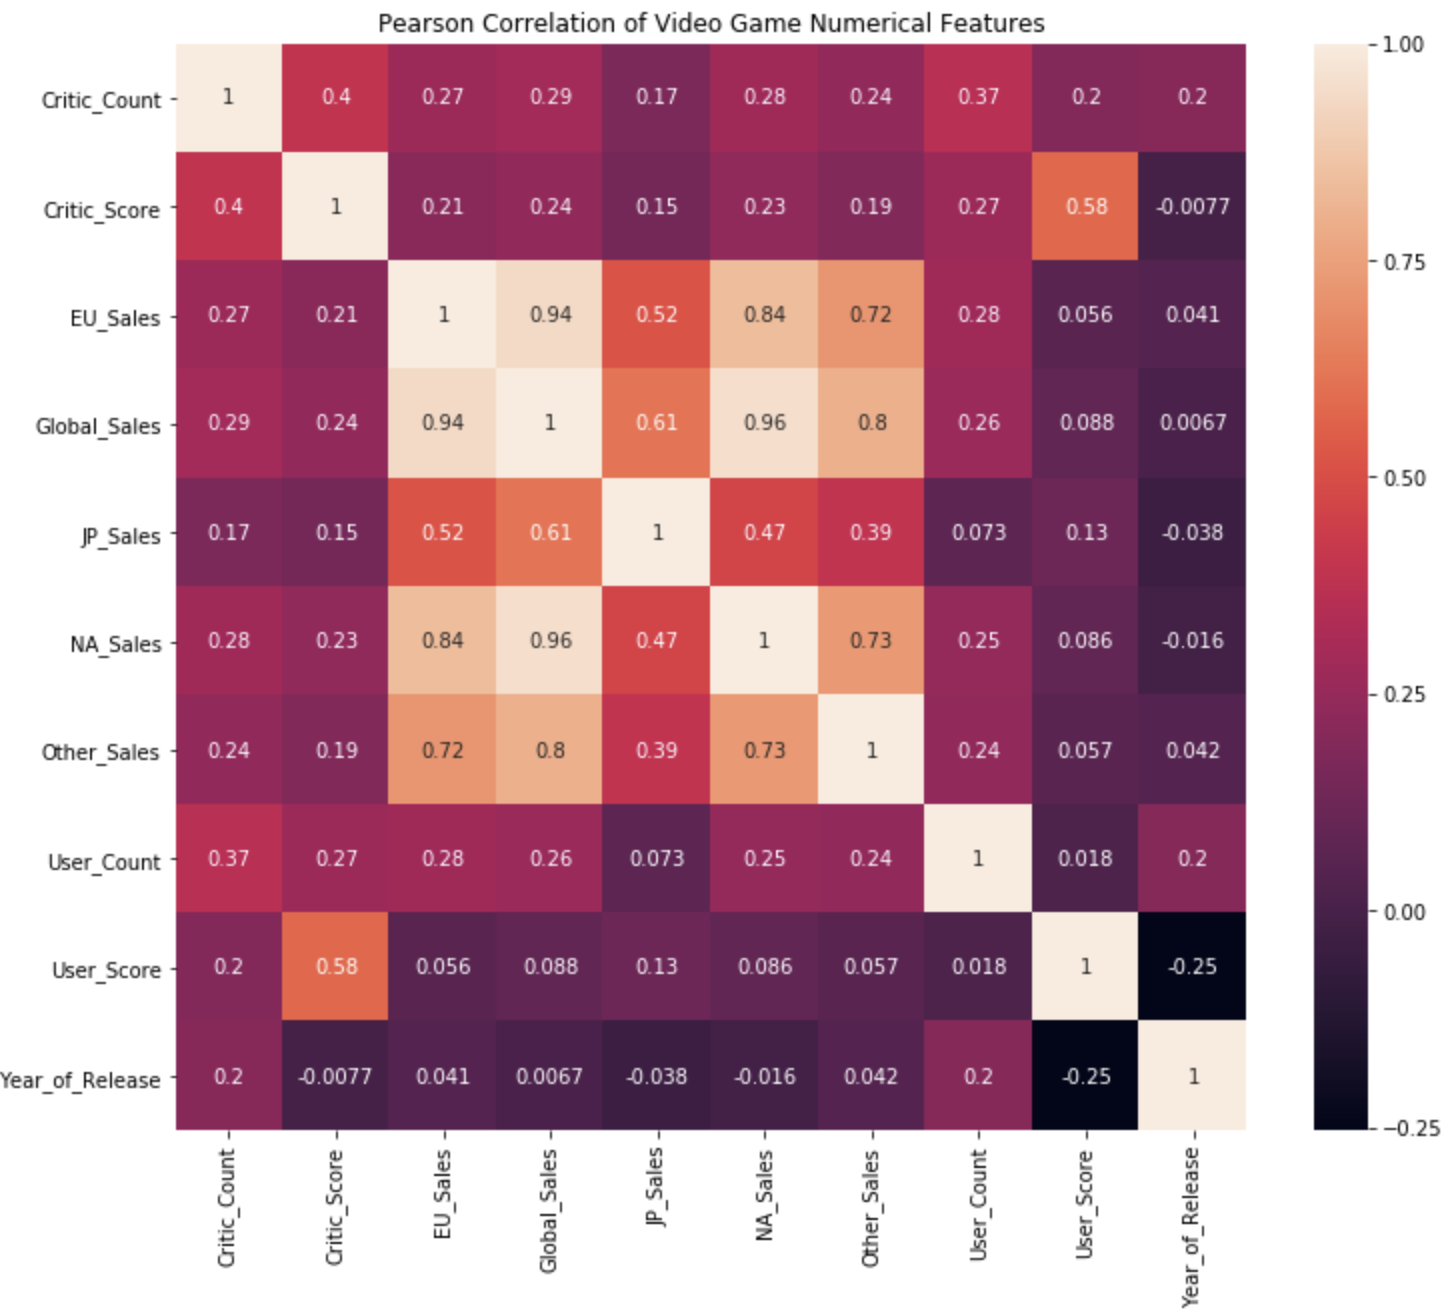 Pearson Correlation of Video Game Numerical Features
Critic_Count 1 0.4 0.27 0.29 0.17 0.28 0.24 0.37 0.2 0.2
Critic_Score 0.4 1 0.21 0.24 0.15 0.23 0.19 0.27 0.58 -0.0077
EU_Sales 0.27 0.21 1 0.94 0.52 0.84 0.72 0.28 0.056 0.041
Global_Sales 0.29 0.24 0.94 1 0.61 0.96 0.8 0.26 0.088 0.0067
JP_Sales 0.17 0.15 0.52 0.61 1 0.47 0.39 0.073 0.13 -0.038
NA_Sales 0.28 0.23 0.84 0.96 0.47 1 0.73 0.25 0.086 -0.016
Other_Sales 0.24 0.19 0.72 0.8 0.39 0.73 1 0.24 0.057 0.042
User_Count 0.37 0.27 0.28 0.26 0.073 0.25 0.24 1 0.018 0.2
User_Score 0.2 0.58 0.056 0.088 0.13 0.086 0.057 0.018 1 -0.25
Year_of_Release 0.2 -0.0077 0.041 0.0067 -0.038 -0.016 0.042 0.2 -0.25 1
Critic_Count
Critic_Score
EU_Sales
Global_Sales
JP_Sales
NA_Sales
Other_Sales
User_Count
User_Score
Year_of_Release
1.00
0.75
0.50
0.25
0.00
−0.25